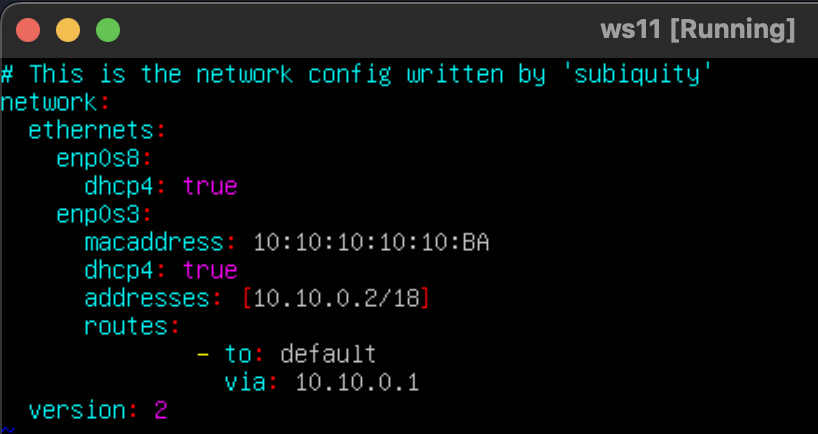 ws11 [Running]
# This is the network config written by 'subiquity'
network:
  ethernets:
    enp0s8:
      dhcp4: true
    enp0s3:
      macaddress: 10:10:10:10:10:BA
      dhcp4: true
      addresses: [10.10.0.2/18]
      routes:
              - to: default
                via: 10.10.0.1
  version: 2
~